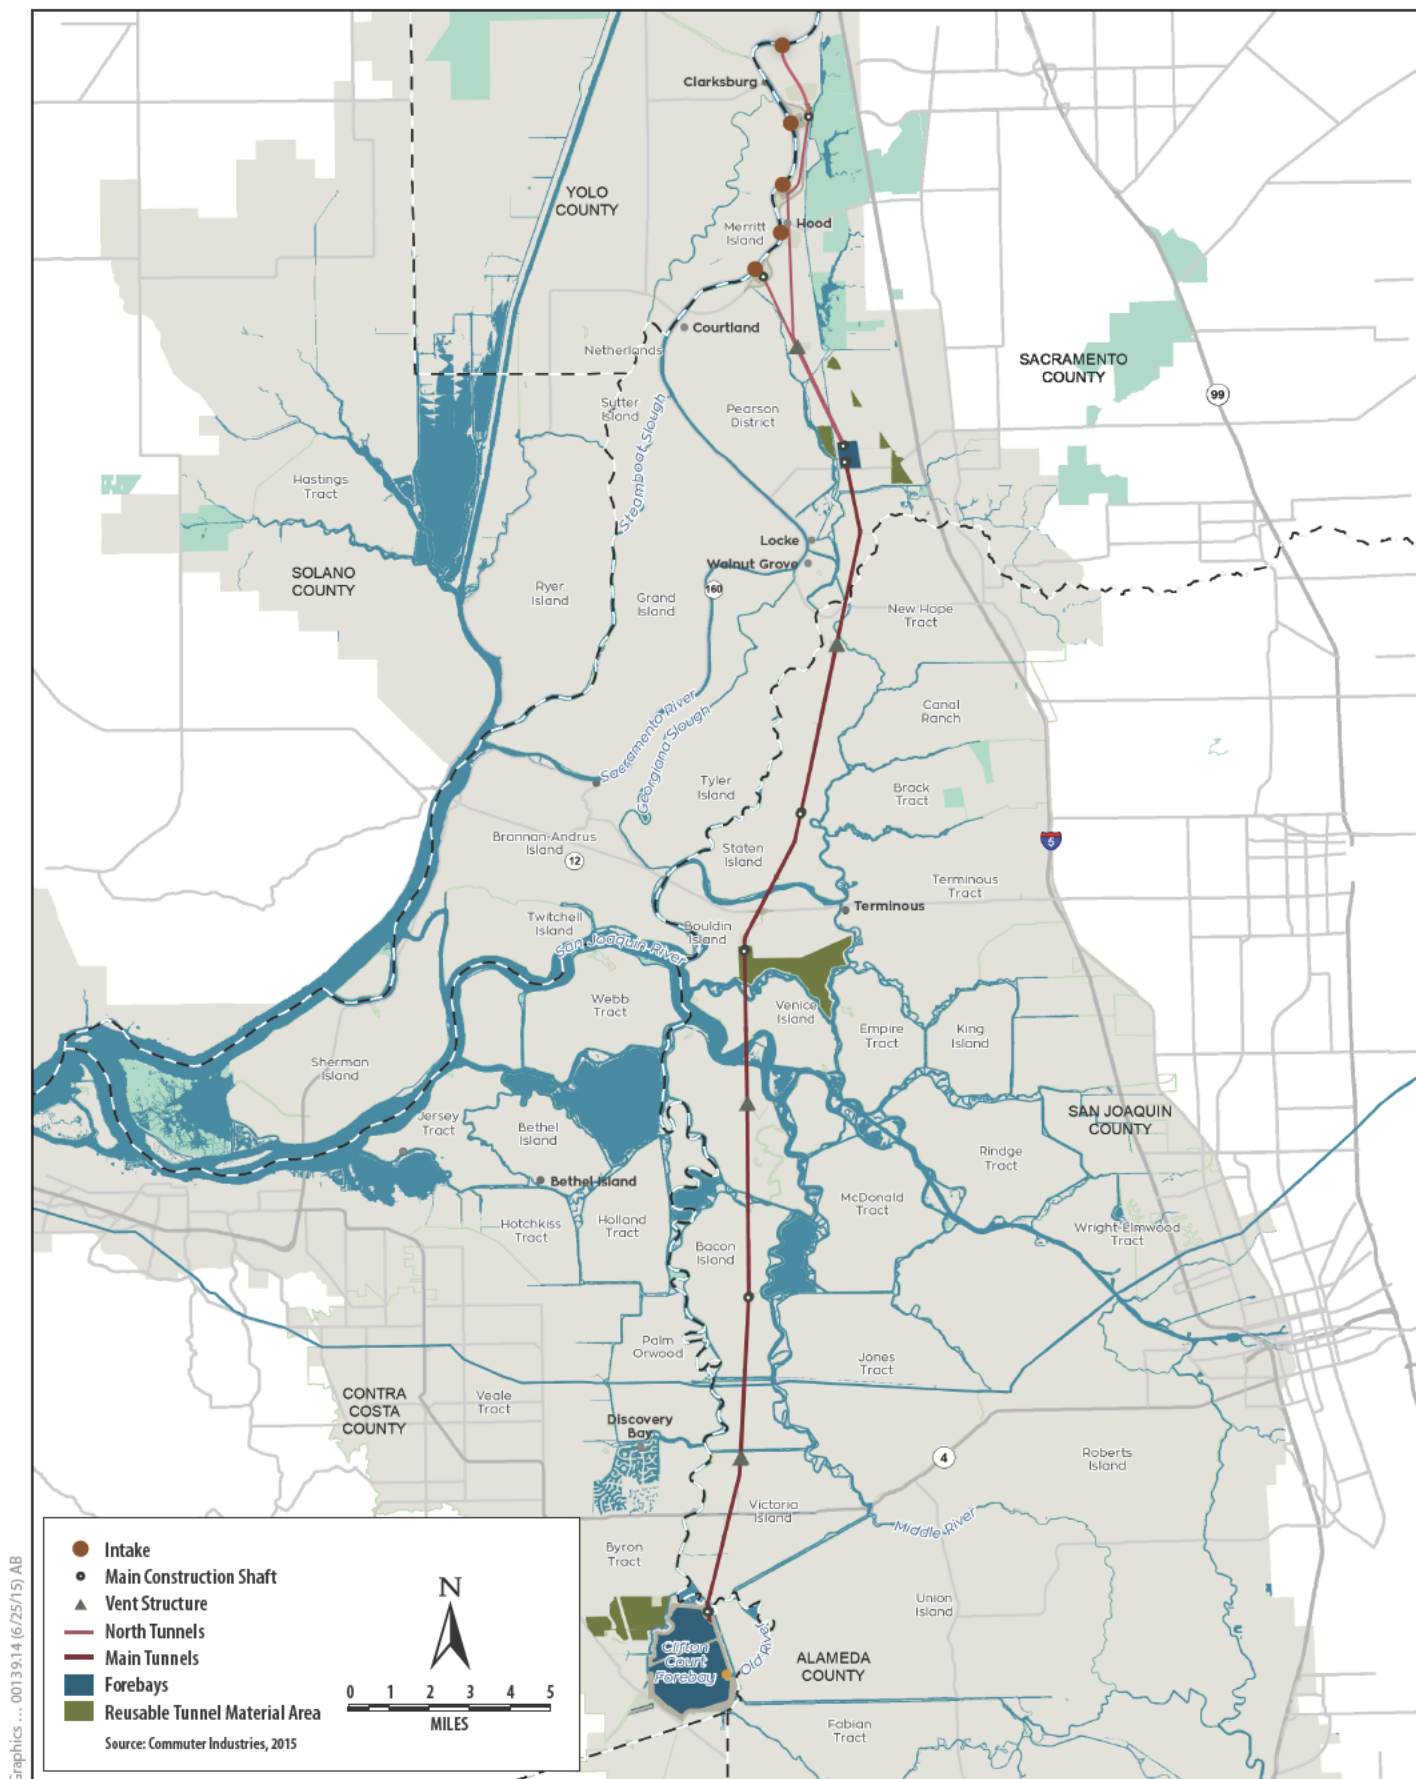 Clarksburg
YOLO
COUNTY
Merritt
Island
Hood
Courtland
Netherlands
SACRAMENTO
COUNTY
99
Sutter
Island
Pearson
District
Steamboat Slough
Hastings
Tract
Locke
Walnut Grove
SOLANO
COUNTY
Ryer
Island
Grand
Island
160
New Hope
Tract
Canal
Ranch
Sacramento River
Georgiana Slough
Tyler
Island
Brack
Tract
Brannan-Andrus
Island
12
Staten
Island
5
Terminous
Tract
Terminous
Twitchell
Island
Bouldin
Island
San Joaquin River
Webb
Tract
Venice
Island
Empire
Tract
King
Island
Sherman
Island
Jersey
Tract
Bethel
Island
SAN JOAQUIN
COUNTY
Rindge
Tract
Bethel Island
McDonald
Tract
Hotchkiss
Tract
Holland
Tract
Wright-Elmwood
Tract
Bacon
Island
Palm
Orwood
Jones
Tract
CONTRA
COSTA
COUNTY
Veale
Tract
Discovery
Bay
4
Roberts
Island
Victoria
Island
Middle River
Byron
Tract
Union
Island
Clifton
Court
Forebay
Old River
ALAMEDA
COUNTY
Fabian
Tract
Intake
Main Construction Shaft
Vent Structure
North Tunnels
Main Tunnels
Forebays
Reusable Tunnel Material Area
Source: Commuter Industries, 2015
N
0 1 2 3 4 5
MILES
Graphics ... 00139.14 (6/25/15) AB